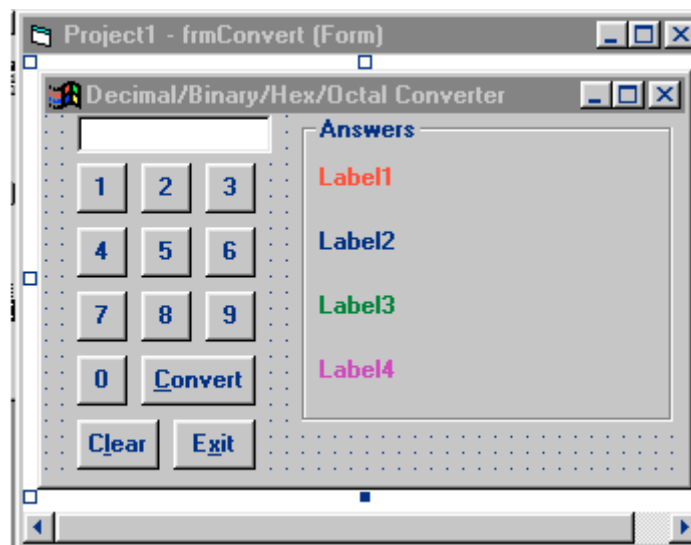 Project1 - frmConvert (Form)
Decimal/Binary/Hex/Octal Converter
Answers
1 2 3
Label1
4 5 6
Label2
7 8 9
Label3
0 Convert
Label4
Clear Exit